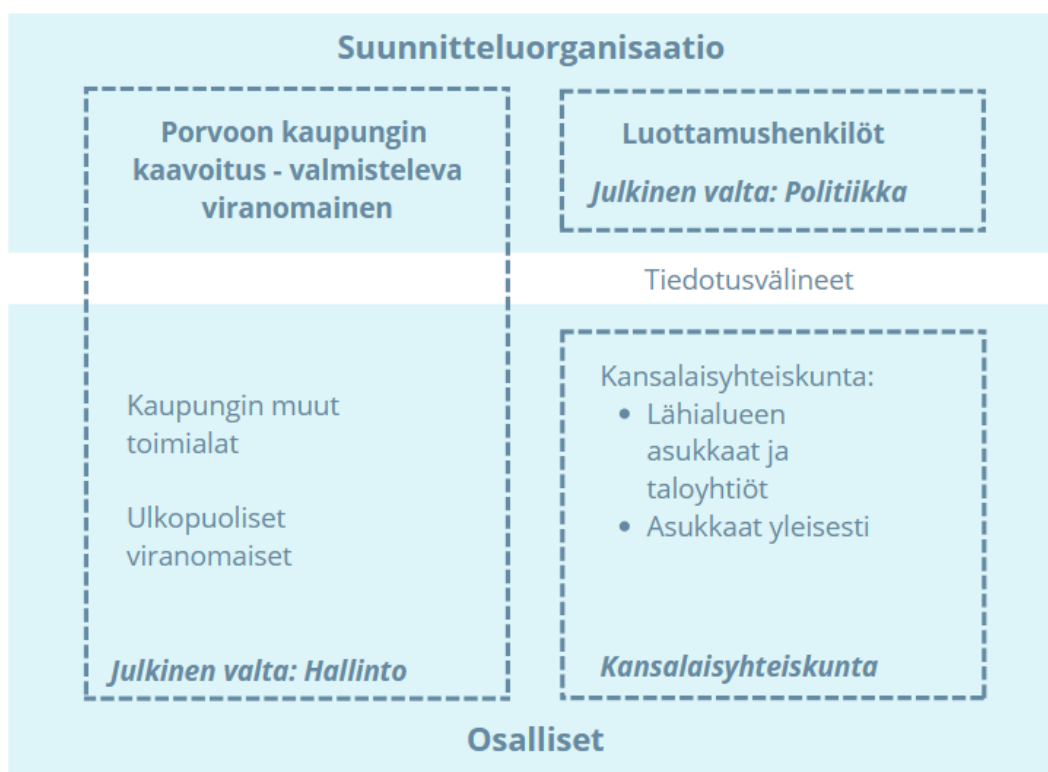 Suunnitteluorganisaatio
Porvoon kaupungin
kaavoitus - valmisteleva
viranomainen
Luottamushenkilöt
Julkinen valta: Politiikka
Tiedotusvälineet
Kaupungin muut
toimialat
Ulkopuoliset
viranomaiset
Julkinen valta: Hallinto
Kansalaisyhteiskunta:
• Lähialueen
asukkaat ja
taloyhtiöt
• Asukkaat yleisesti
Kansalaisyhteiskunta
Osalliset